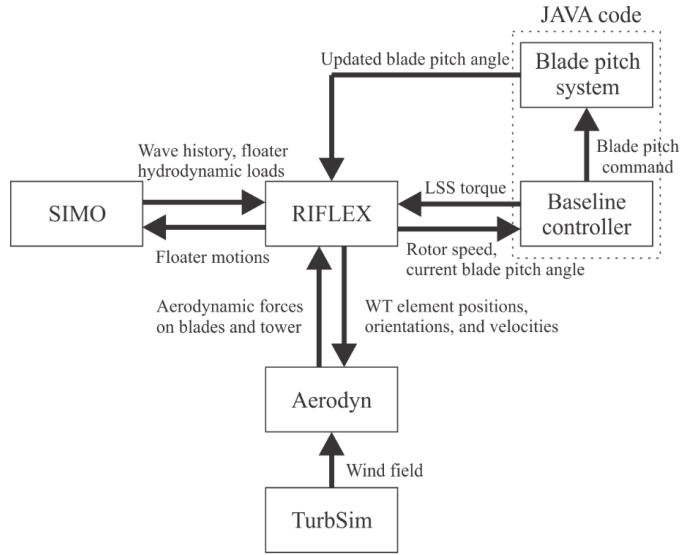 JAVA code
Updated blade pitch angle
Blade pitch
system
Blade pitch
command
Wave history, floater
hydrodynamic loads
SIMO
RIFLEX
LSS torque
Baseline
controller
Floater motions
Rotor speed,
current blade pitch angle
Aerodynamic forces
on blades and tower
WT element positions,
orientations, and velocities
Aerodyn
Wind field
TurbSim